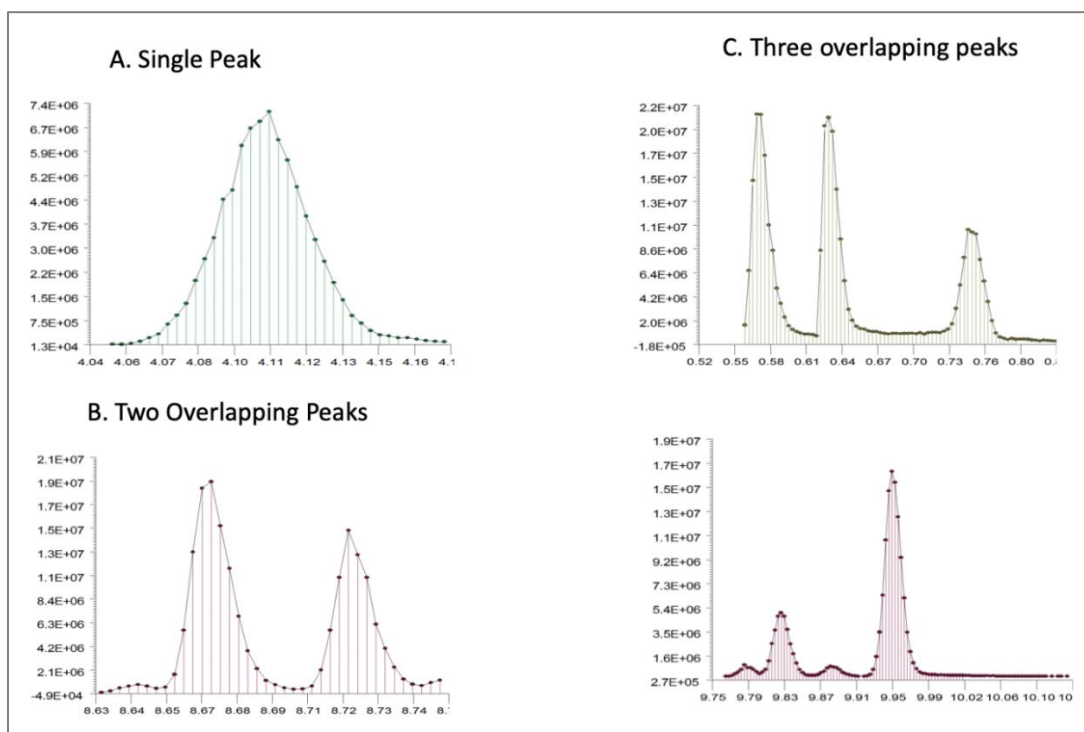 A. Single Peak
7.4E+06
6.7E+06
5.9E+06
5.2E+06
4.4E+06
3.7E+06
3.0E+06
2.2E+06
1.5E+06
7.5E+05
1.3E+04
4.04 4.06 4.07 4.08 4.10 4.11 4.12 4.13 4.15 4.16 4.1
B. Two Overlapping Peaks
2.1E+07
1.9E+07
1.7E+07
1.5E+07
1.3E+07
1.1E+07
8.4E+06
6.3E+06
4.2E+06
2.1E+06
-4.9E+04
8.63 8.64 8.65 8.67 8.68 8.69 8.71 8.72 8.73 8.74
C. Three overlapping peaks
2.2E+07
2.0E+07
1.7E+07
1.5E+07
1.3E+07
1.1E+07
8.6E+06
6.4E+06
4.2E+06
2.0E+06
-1.8E+05
0.52 0.55 0.58 0.61 0.64 0.67 0.70 0.73 0.76 0.80
1.9E+07
1.7E+07
1.5E+07
1.3E+07
1.1E+07
9.2E+06
7.3E+06
5.4E+06
3.5E+06
1.6E+06
2.7E+05
9.75 9.79 9.83 9.87 9.91 9.95 9.99 10.02 10.06 10.10 10